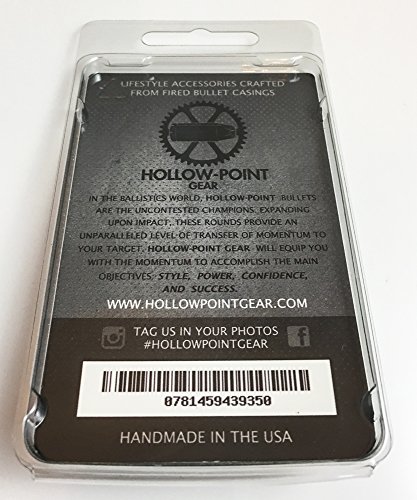 LIFESTYLE ACCESSORIES CRAFTED
FROM FIRED BULLET CASINGS
HOLLOW-POINT
GEAR
IN THE BALLISTICS WORLD, HOLLOW-POINT BULLETS
ARE THE UNCONTESTED CHAMPIONS. EXPANDING
UPON IMPACT, THESE ROUNDS PROVIDE AN
UNPARALLELED LEVEL OF TRANSFER OF MOMENTUM TO
YOUR TARGET. HOLLOW-POINT GEAR WILL EQUIP YOU
WITH THE MOMENTUM TO ACCOMPLISH THE MAIN
OBJECTIVES: STYLE, POWER, CONFIDENCE,
AND SUCCESS.
WWW.HOLLOWPOINTGEAR.COM
TAG US IN YOUR PHOTOS
#HOLLOWPOINTGEAR
0781459439350
HANDMADE IN THE USA